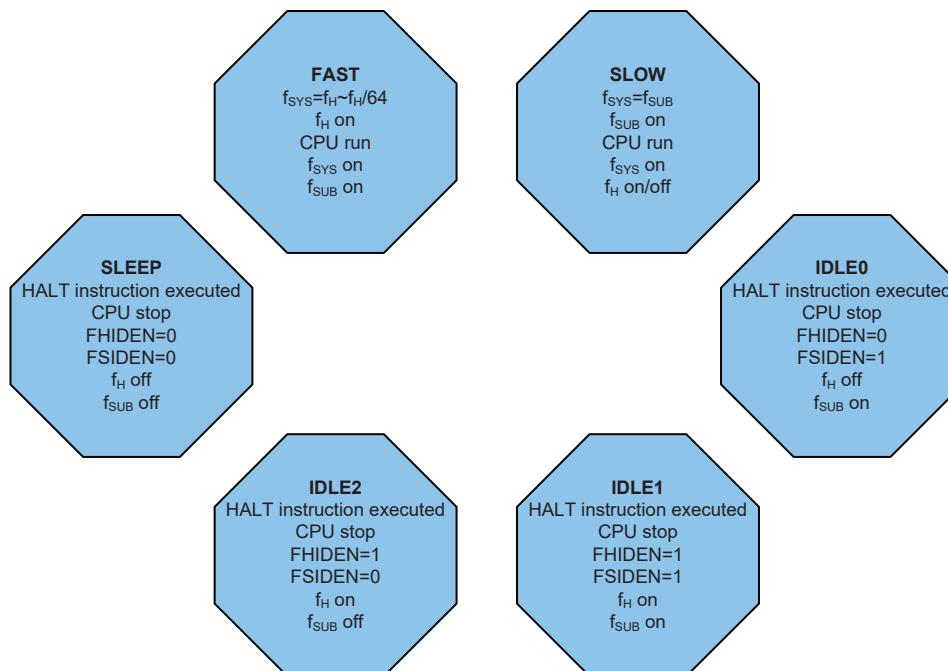 FAST
fSYS=fH~fH/64
fH on
CPU run
fSYS on
fSUB on
SLOW
fSYS=fSUB
fSUB on
CPU run
fSYS on
fH on/off
SLEEP
HALT instruction executed
CPU stop
FHIDEN=0
FSIDEN=0
fH off
fSUB off
IDLE0
HALT instruction executed
CPU stop
FHIDEN=0
FSIDEN=1
fH off
fSUB on
IDLE2
HALT instruction executed
CPU stop
FHIDEN=1
FSIDEN=0
fH on
fSUB off
IDLE1
HALT instruction executed
CPU stop
FHIDEN=1
FSIDEN=1
fH on
fSUB on